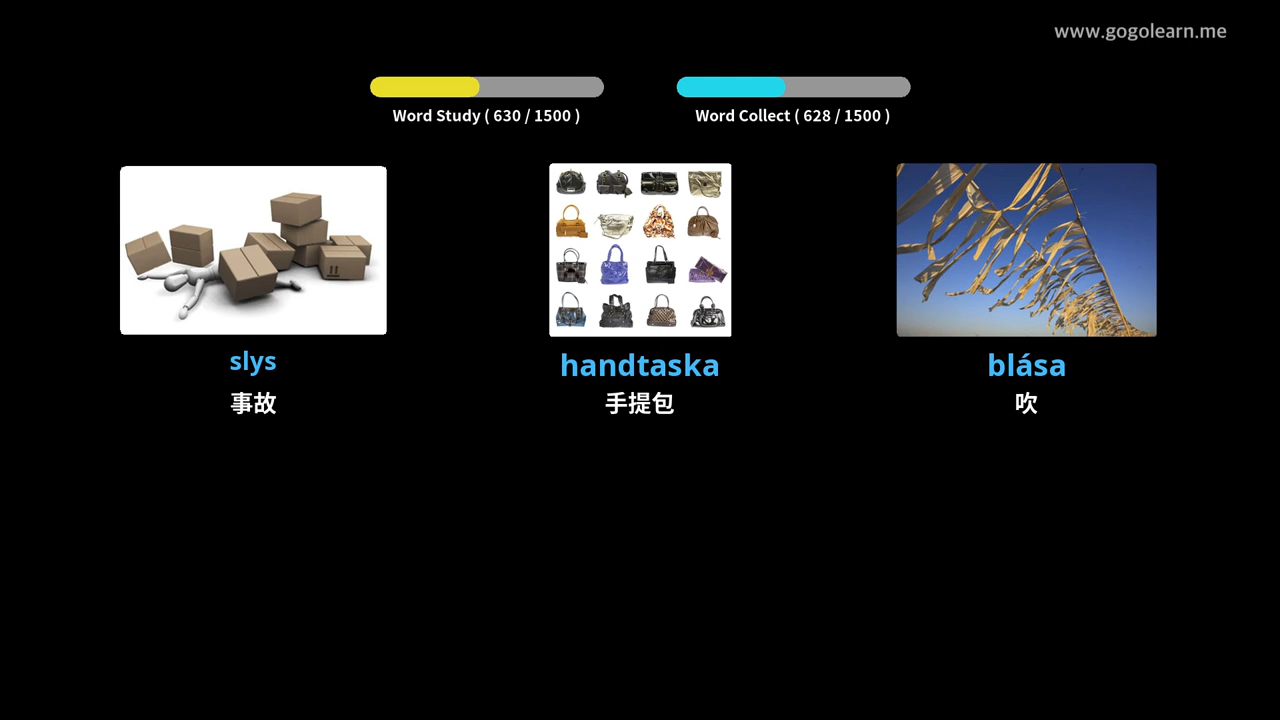 www.gogolearn.me
Word Study ( 630 / 1500 )
Word Collect ( 628 / 1500 )
slys
handtaska
blása
事故
手提包
吹